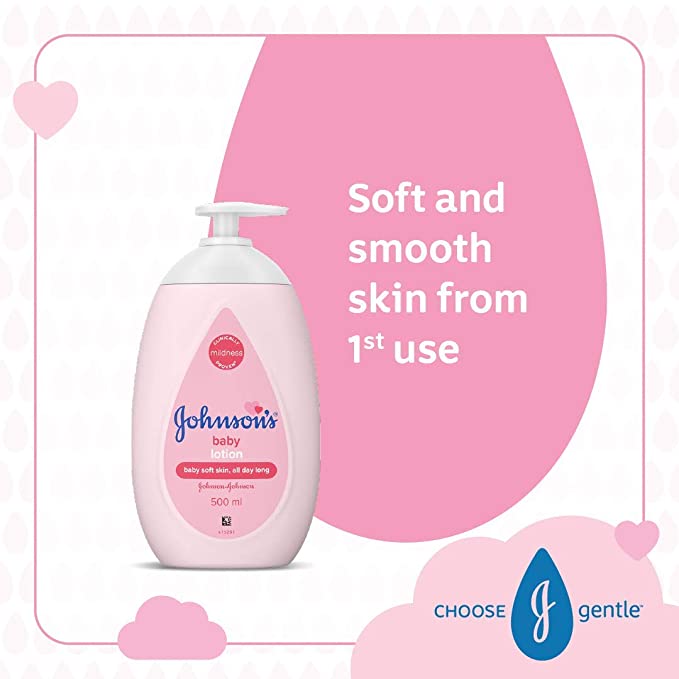 Soft and
smooth
skin from
1st use
CLINICALLY
mildness
PROVEN
Johnson's®
baby
lotion
baby soft skin, all day long
Johnson & Johnson
500 ml
CHOOSE J gentle™